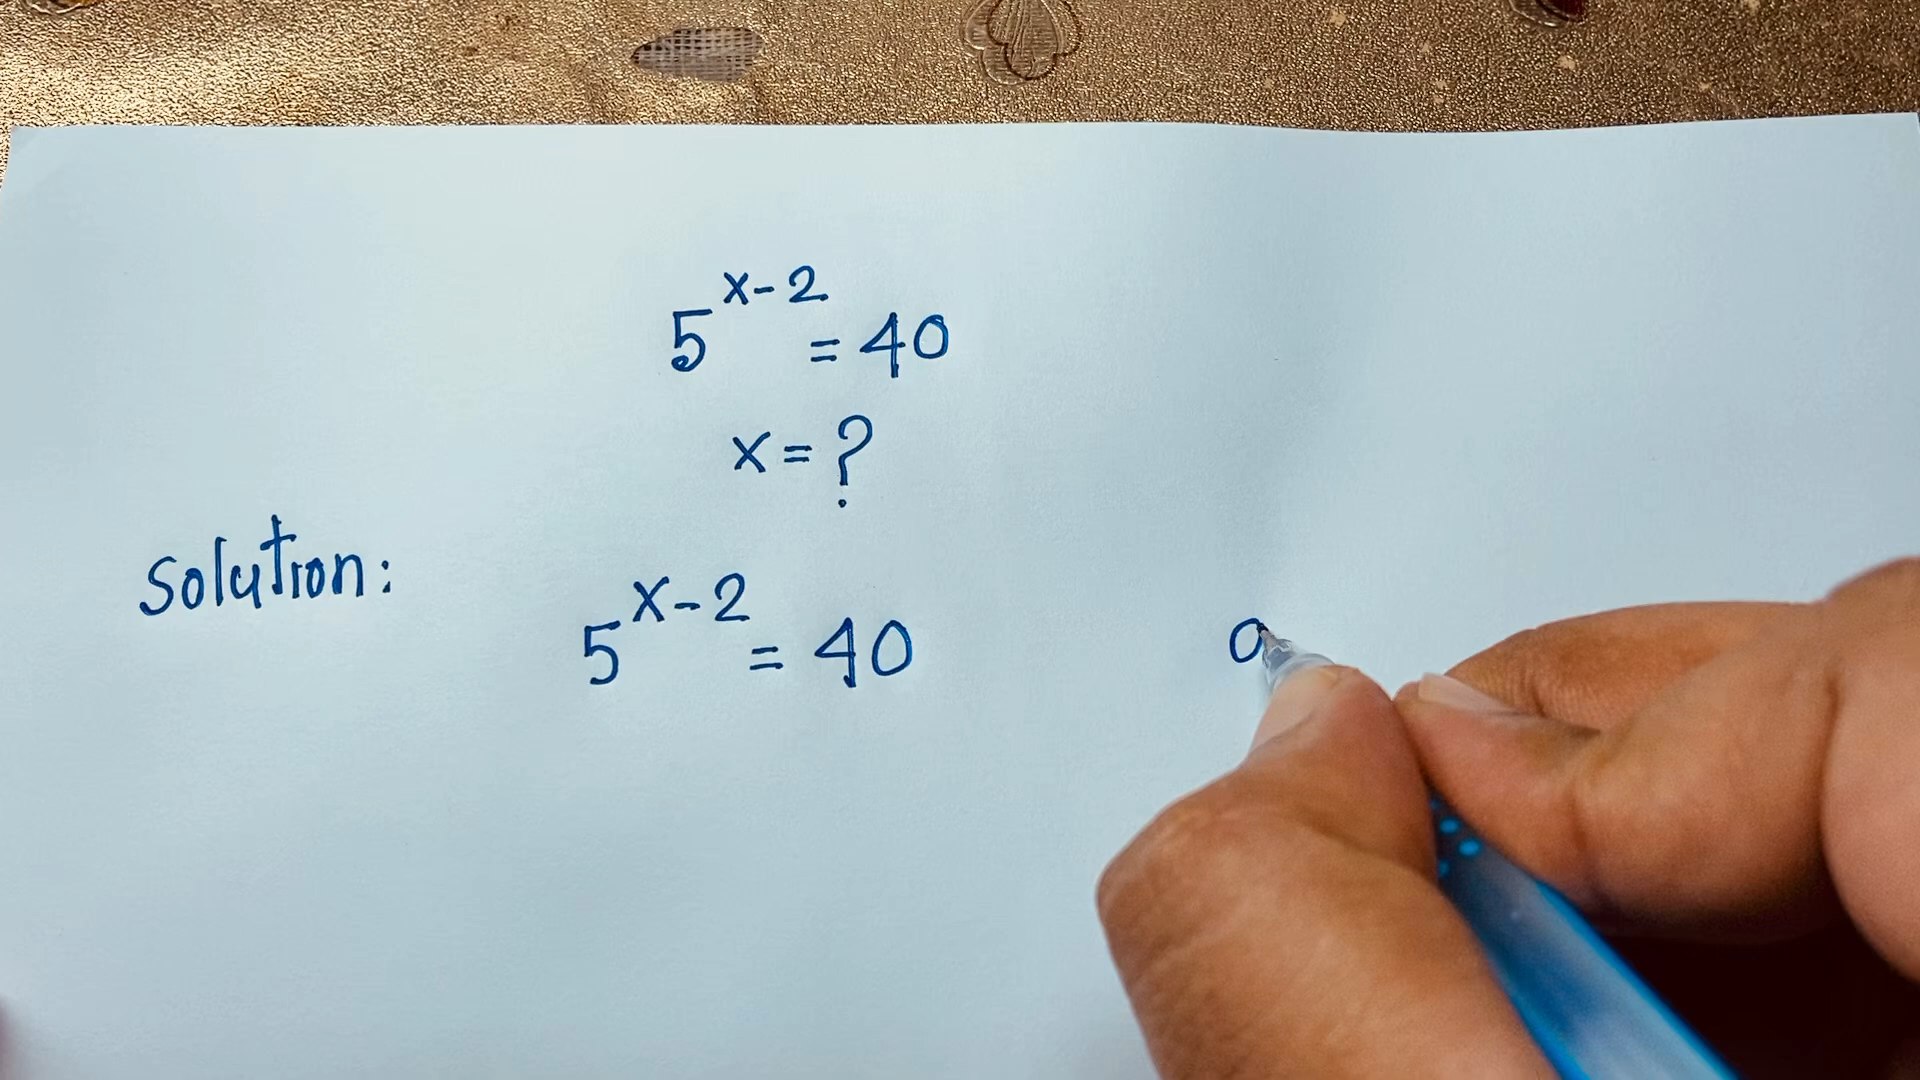 5^{x-2} = 40
x = ?
Solution:
5^{x-2} = 40
a